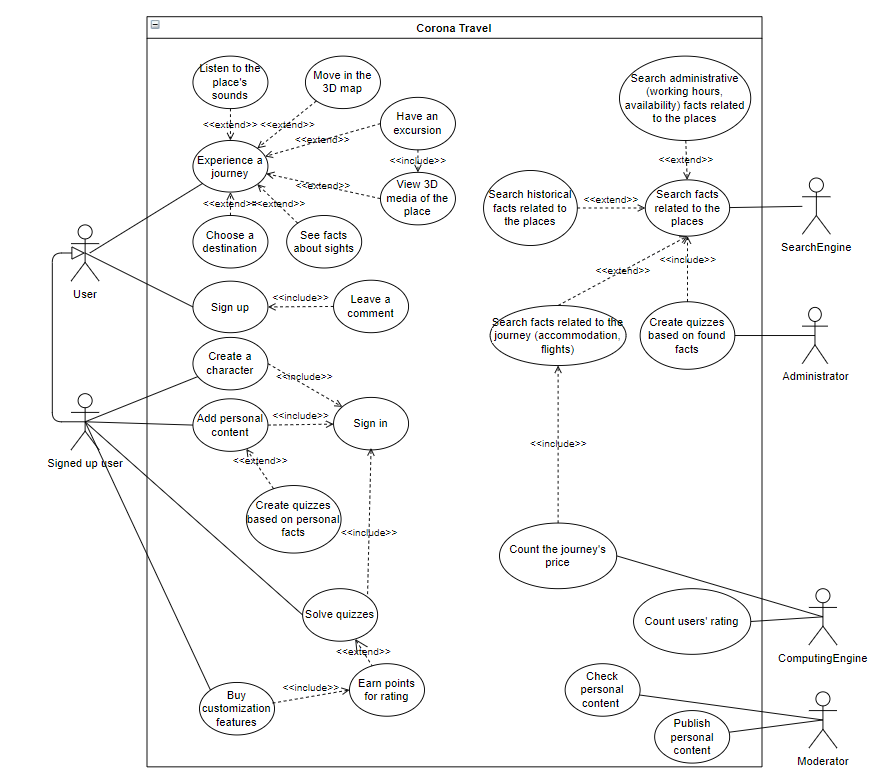 Corona Travel
Listen to the
place's
sounds
Move in the
3D map
Have an
excursion
Search administrative
(working hours,
availability) facts related
to the places
<<extend>>
<<extend>>
<<extend>>
<<include>>
<<extend>>
Experience a
journey
<<extend>>
View 3D
media of the
place
Search historical
facts related to
the places
<<extend>>
Search facts
related to the
places
SearchEngine
<<extend>>
<<extend>>
Choose a
destination
See facts
about sights
<<extend>>
<<include>>
User
Sign up
<<include>>
Leave a
comment
Search facts related to the
journey (accommodation,
flights)
Create quizzes
based on found
facts
Administrator
Create a
character
<<include>>
Add personal
content
<<include>>
Sign in
Signed up user
<<extend>>
<<include>>
Create quizzes
based on personal
facts
<<include>>
Count the journey's
price
Solve quizzes
Count users' rating
ComputingEngine
<<extend>>
Buy
customization
features
<<include>>
Earn points
for rating
Check
personal
content
Publish
personal
content
Moderator